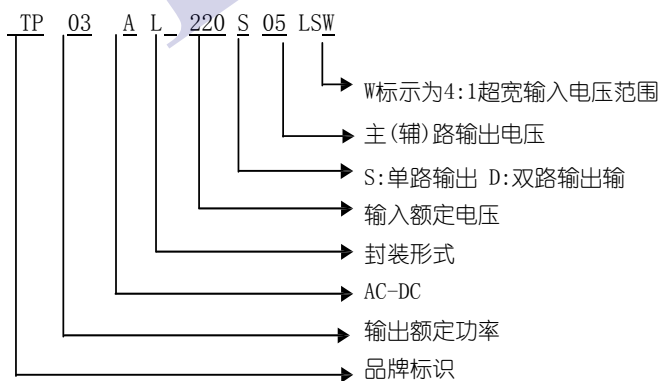 TP 03 A L 220 S 05 LSW
W标示为4:1超宽输入电压范围
主(辅)路输出电压
S:单路输出 D:双路输出输
输入额定电压
封装形式
AC-DC
输出额定功率
品牌标识